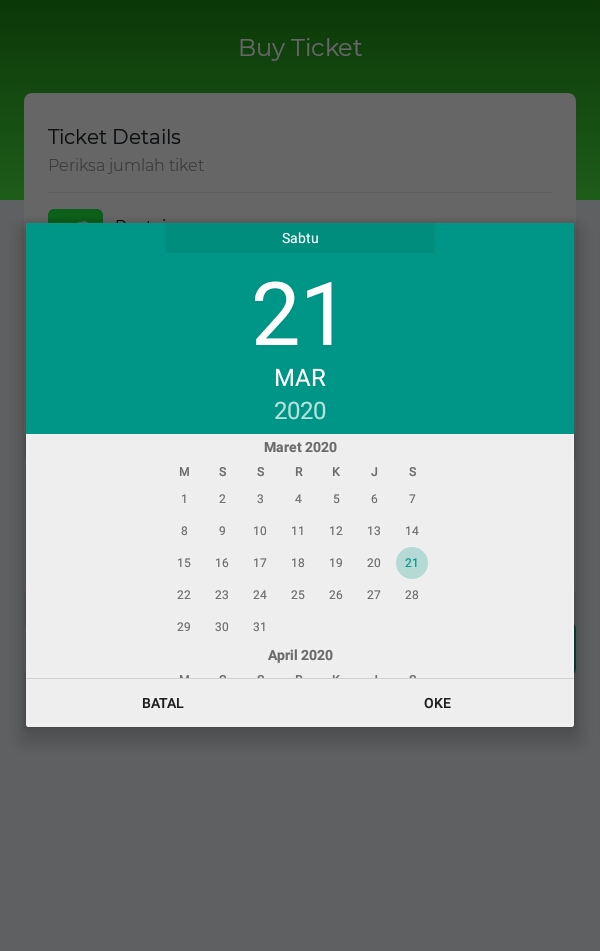 Buy Ticket
Ticket Details
Periksa jumlah tiket
Sabtu
21
MAR
2020
Maret 2020
M S S R K J S
1 2 3 4 5 6 7
8 9 10 11 12 13 14
15 16 17 18 19 20 21
22 23 24 25 26 27 28
29 30 31
April 2020
BATAL OKE